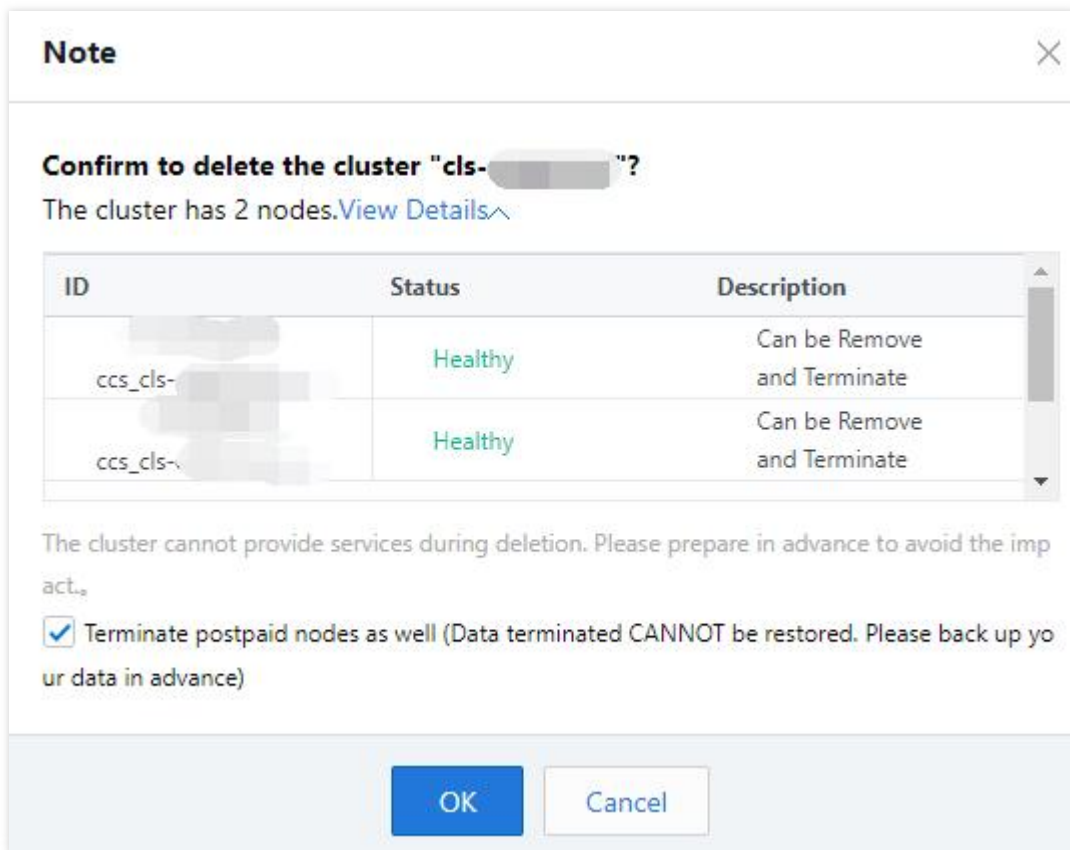 Note
Confirm to delete the cluster "cls-"?
The cluster has 2 nodes.View Details
ID Status Description
ccs_cls- Healthy Can be Remove
and Terminate
ccs_cls- Healthy Can be Remove
and Terminate
The cluster cannot provide services during deletion. Please prepare in advance to avoid the imp
act.。
Terminate postpaid nodes as well (Data terminated CANNOT be restored. Please back up yo
ur data in advance)
OK Cancel